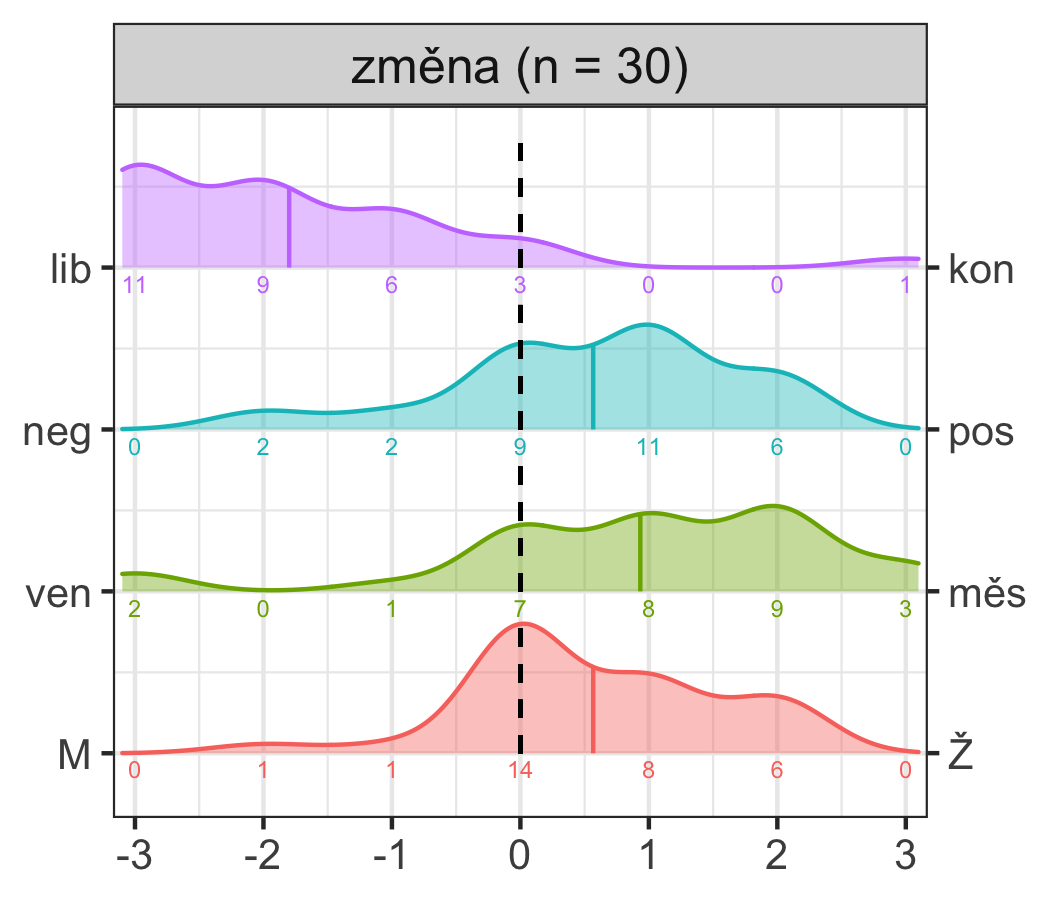 změna (n = 30)
lib kon
11 9 6 3 0 0 1
neg pos
0 2 2 9 11 6 0
ven měs
2 0 1 7 8 9 3
M Ž
0 1 1 14 8 6 0
-3 -2 -1 0 1 2 3